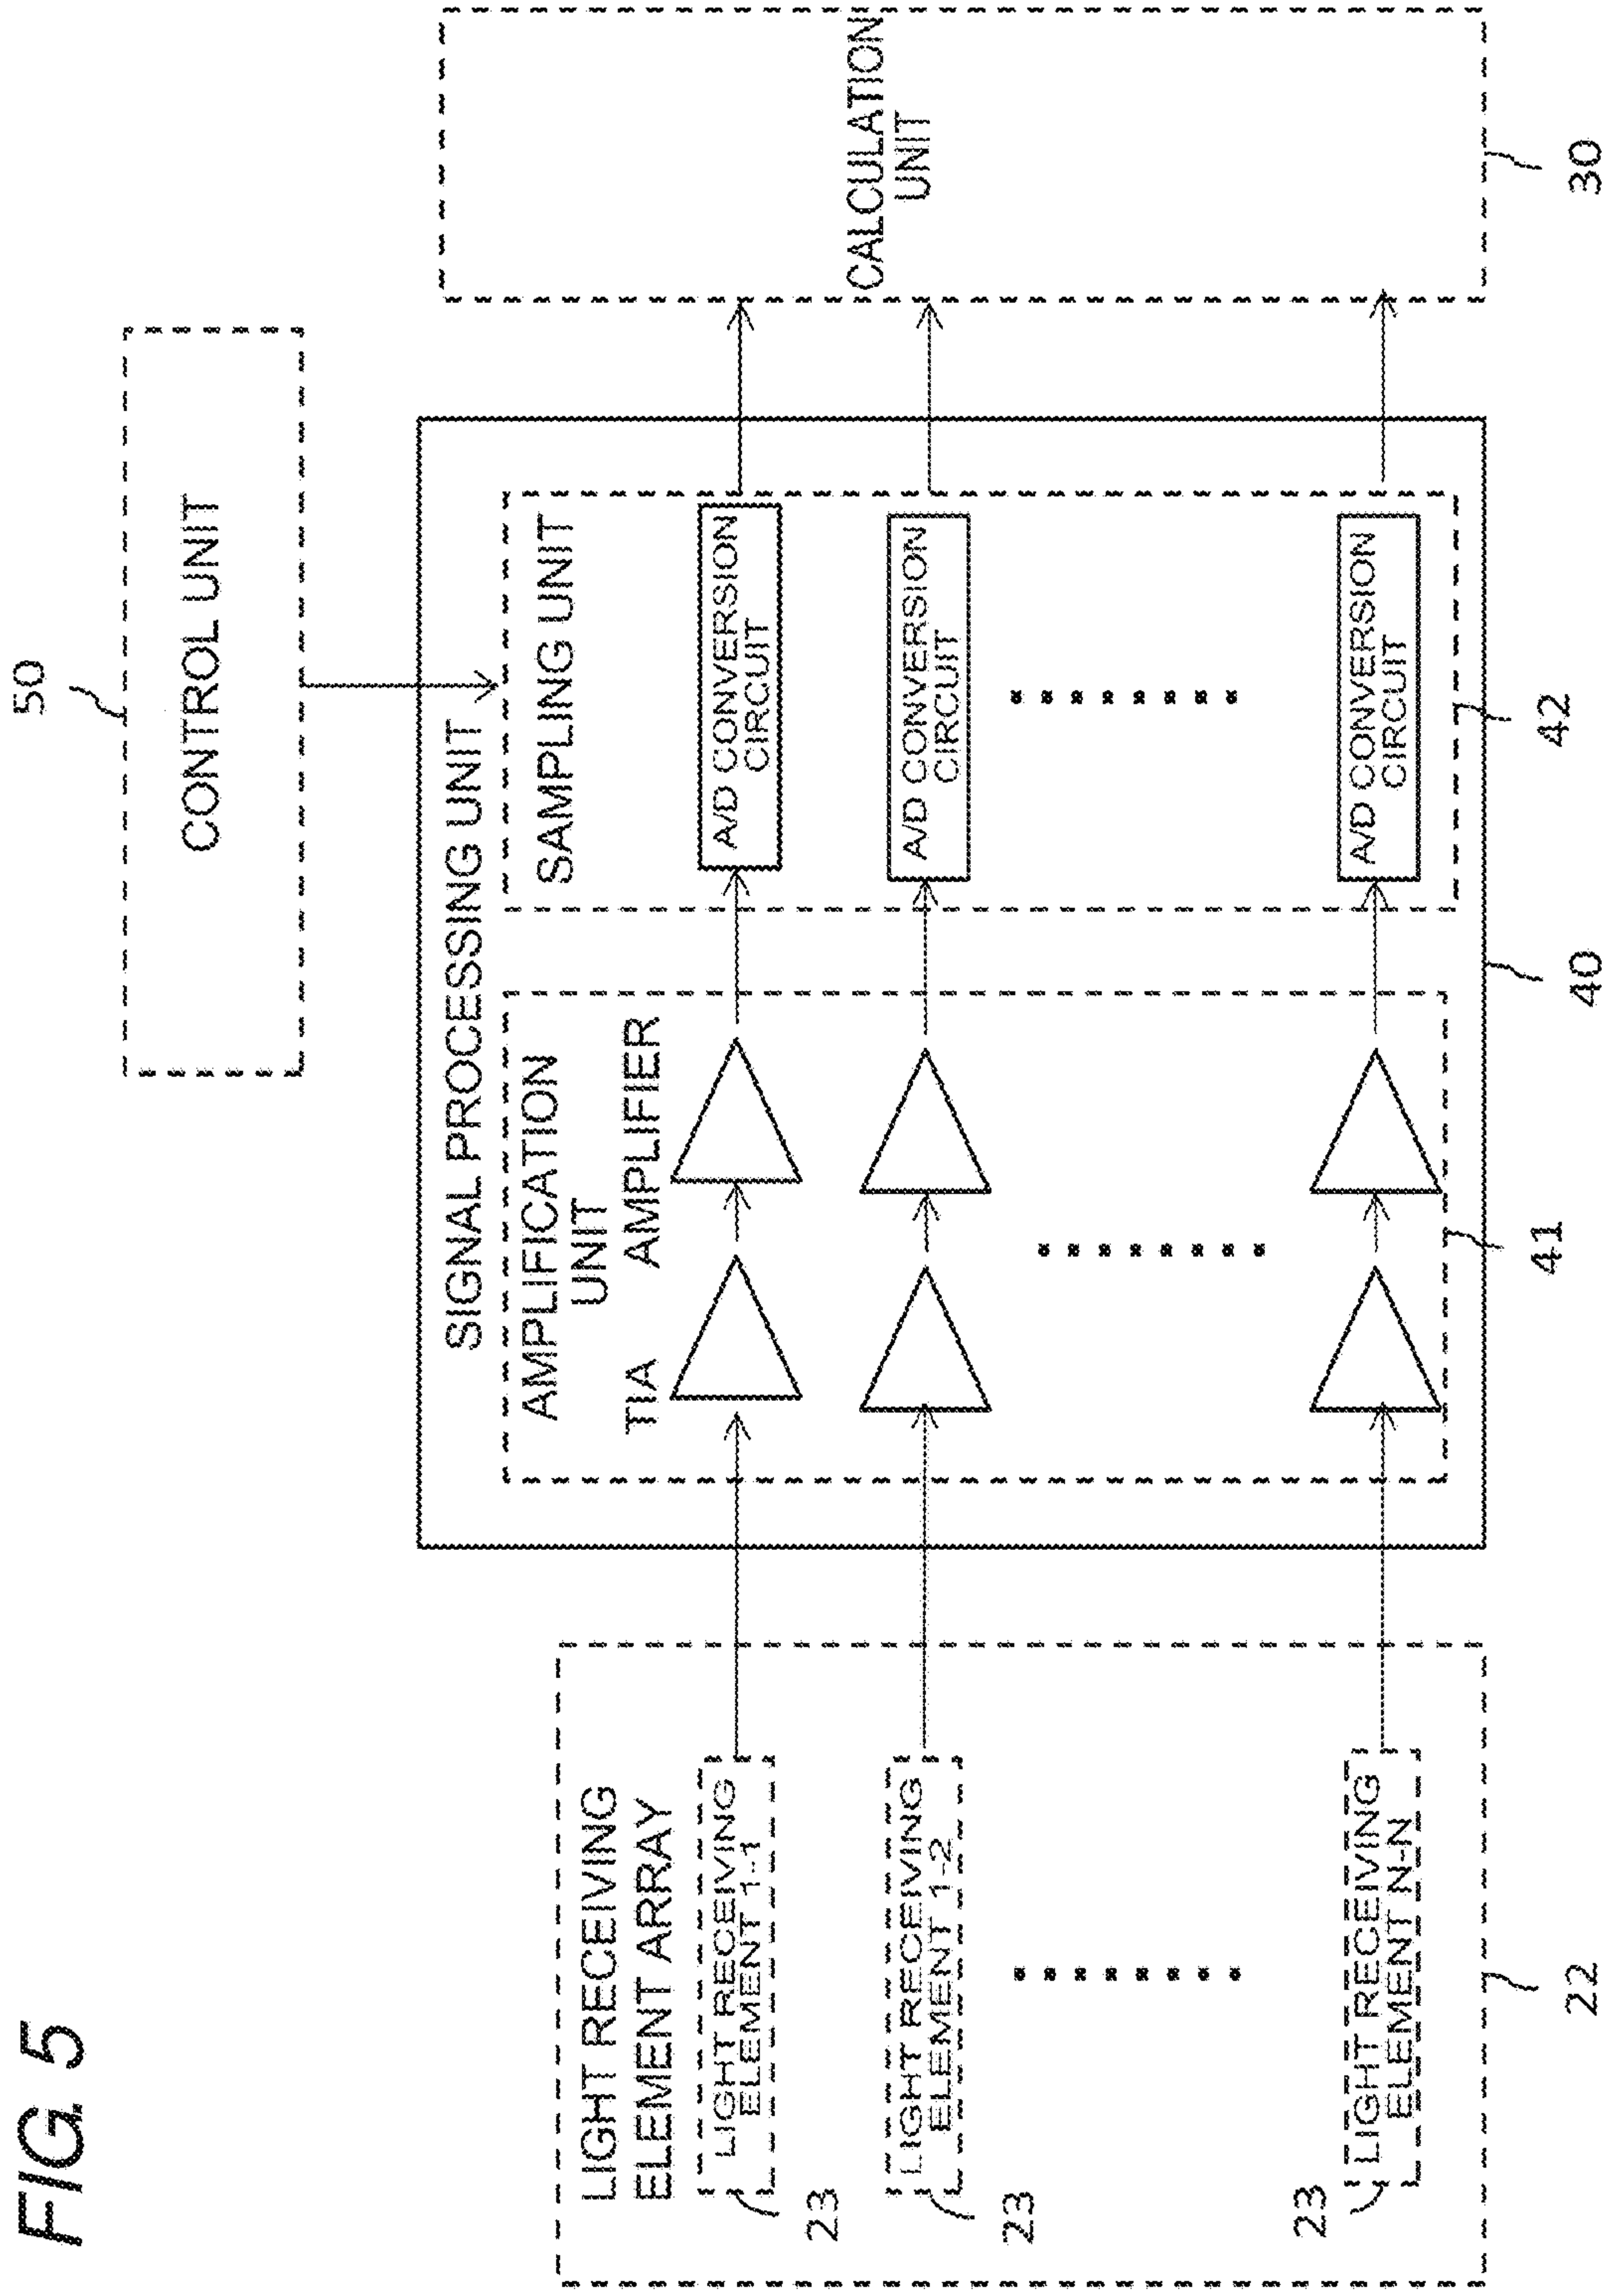 FIG. 5
50
CONTROL UNIT
LIGHT RECEIVING
ELEMENT ARRAY
LIGHT RECEIVING
ELEMENT 1-1
23
LIGHT RECEIVING
ELEMENT 1-2
23
LIGHT RECEIVING
ELEMENT N-N
23
22
SIGNAL PROCESSING UNIT
AMPLIFICATION
UNIT
TIA
AMPLIFIER
41
SAMPLING UNIT
A/D CONVERSION
CIRCUIT
A/D CONVERSION
CIRCUIT
A/D CONVERSION
CIRCUIT
42
40
CALCULATION
UNIT
30